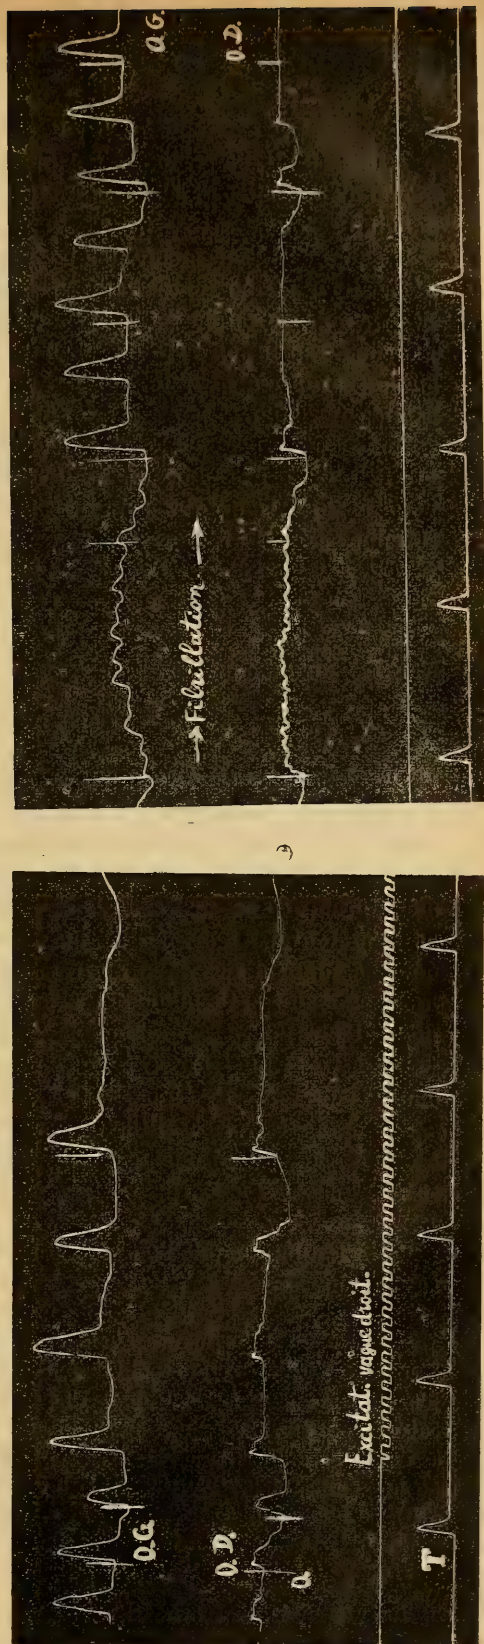 O.G.
O.D.
Excitat. vague droit.
T
→ Fibrillation →
O.G.
O.D.